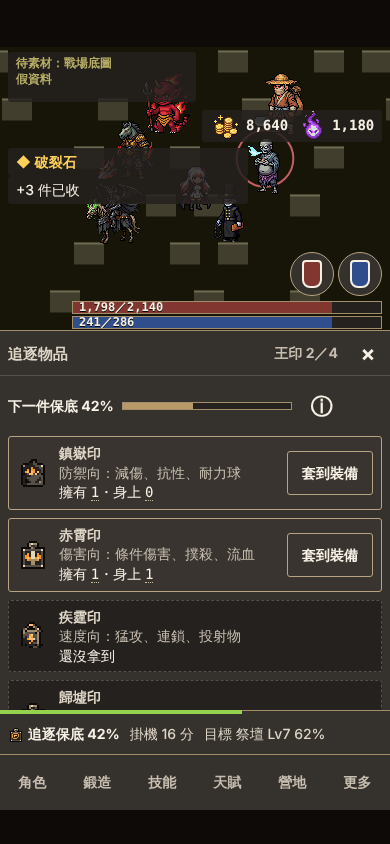 待素材：戰場底圖
假資料
8,640
1,180
◆ 破裂石
+3 件已收
1,798／2,140
241／286
追逐物品
王印 2／4
×
下一件保底 42%
ⓘ
鎮嶽印
防禦向：減傷、抗性、耐力球
擁有 1・身上 0
套到裝備
赤霄印
傷害向：條件傷害、撲殺、流血
擁有 1・身上 1
套到裝備
疾霆印
速度向：猛攻、連鎖、投射物
還沒拿到
歸墟印
追逐保底 42%
掛機 16 分
目標 祭壇 Lv7 62%
角色
鍛造
技能
天賦
營地
更多